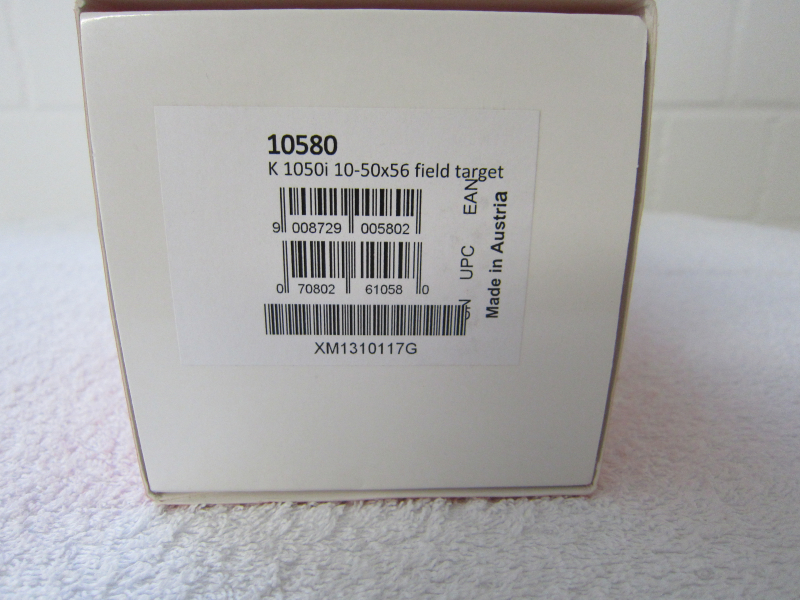 10580
K 1050i 10-50x56 field target
9 008729 005802
EAN
0 70802 61058 0
UPC
SN
XM1310117G
Made in Austria